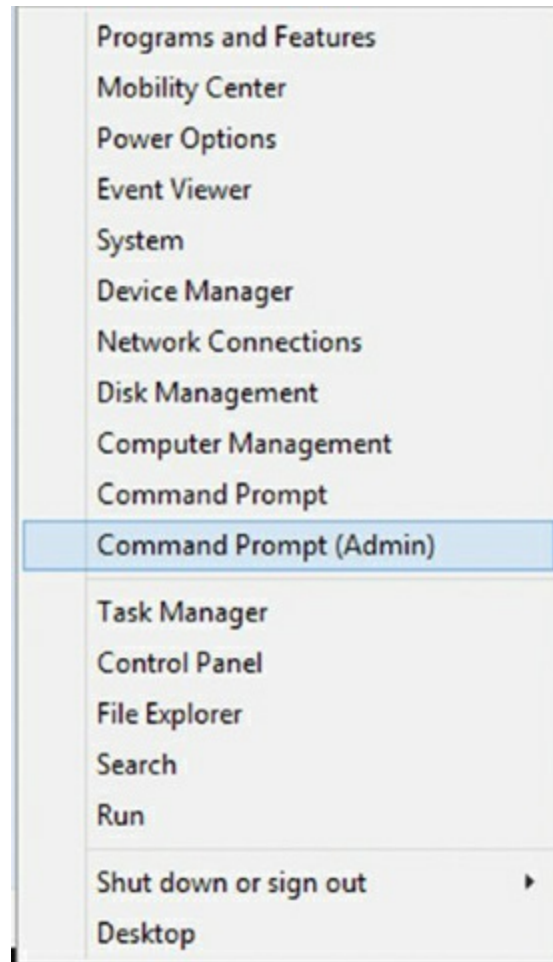 Programs and Features
Mobility Center
Power Options
Event Viewer
System
Device Manager
Network Connections
Disk Management
Computer Management
Command Prompt
Command Prompt (Admin)
Task Manager
Control Panel
File Explorer
Search
Run
Shut down or sign out
Desktop